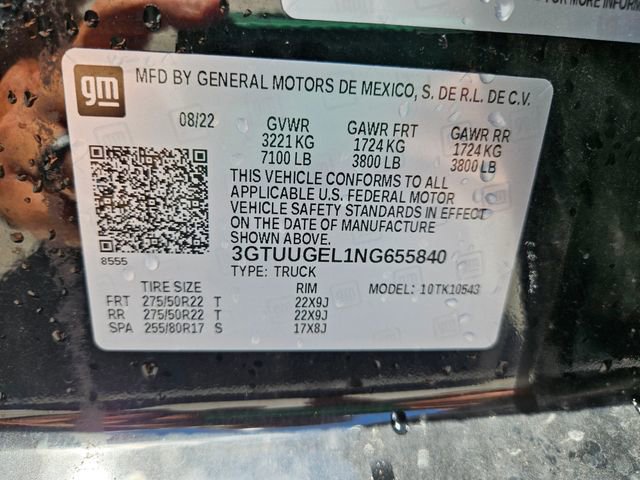 FOR MORE INFORM
gm
MFD BY GENERAL MOTORS DE MEXICO, S. DE R.L. DE C.V.
08/22 GVWR GAWR FRT GAWR RR
3221 KG 1724 KG 1724 KG
7100 LB 3800 LB 3800 LB
THIS VEHICLE CONFORMS TO ALL
APPLICABLE U.S. FEDERAL MOTOR
VEHICLE SAFETY STANDARDS IN EFFECT
ON THE DATE OF MANUFACTURE
SHOWN ABOVE.
8555 3GTUUGEL1NG655840
TYPE: TRUCK
TIRE SIZE RIM MODEL: 10TK10543
FRT 275/50R22 T 22X9J
RR 275/50R22 T 22X9J
SPA 255/80R17 S 17X8J